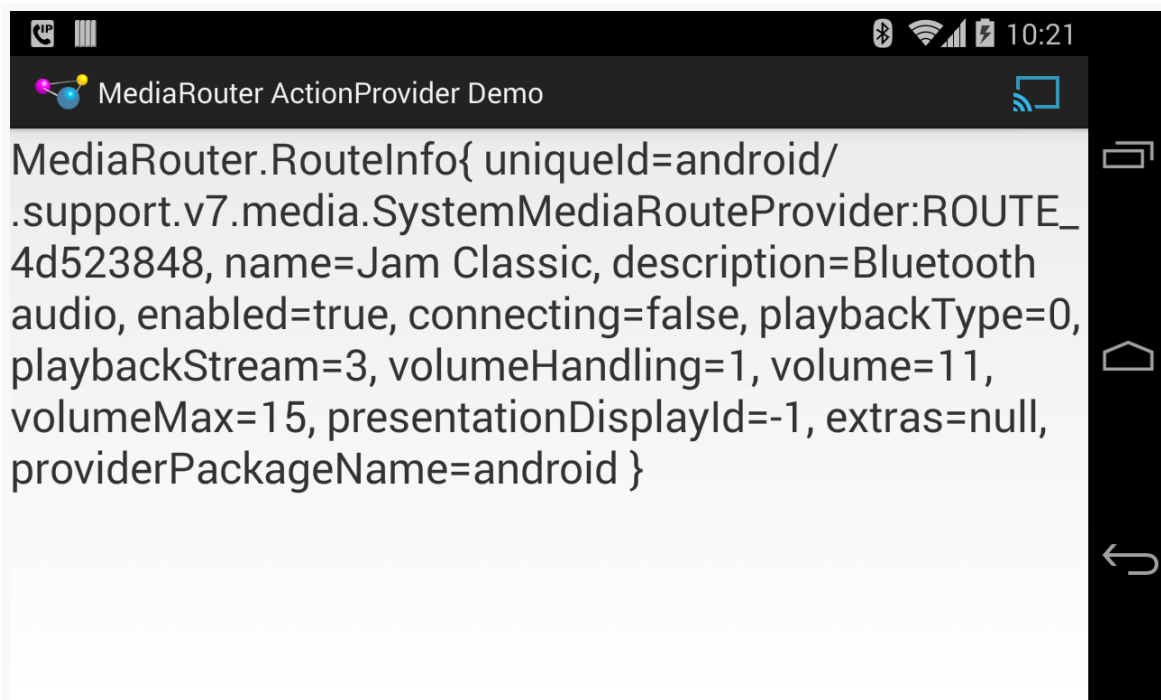 IP
10:21
MediaRouter ActionProvider Demo
MediaRouter.RouteInfo{ uniqueId=android/
.support.v7.media.SystemMediaRouteProvider:ROUTE_
4d523848, name=Jam Classic, description=Bluetooth
audio, enabled=true, connecting=false, playbackType=0,
playbackStream=3, volumeHandling=1, volume=11,
volumeMax=15, presentationDisplayId=-1, extras=null,
providerPackageName=android }